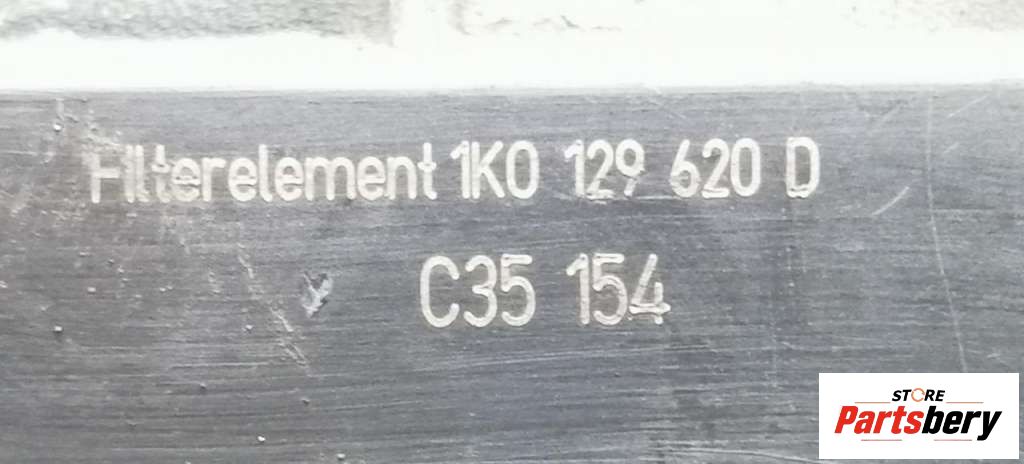 Filterelement 1K0 129 620 D
C35 154
STORE
Partsbery